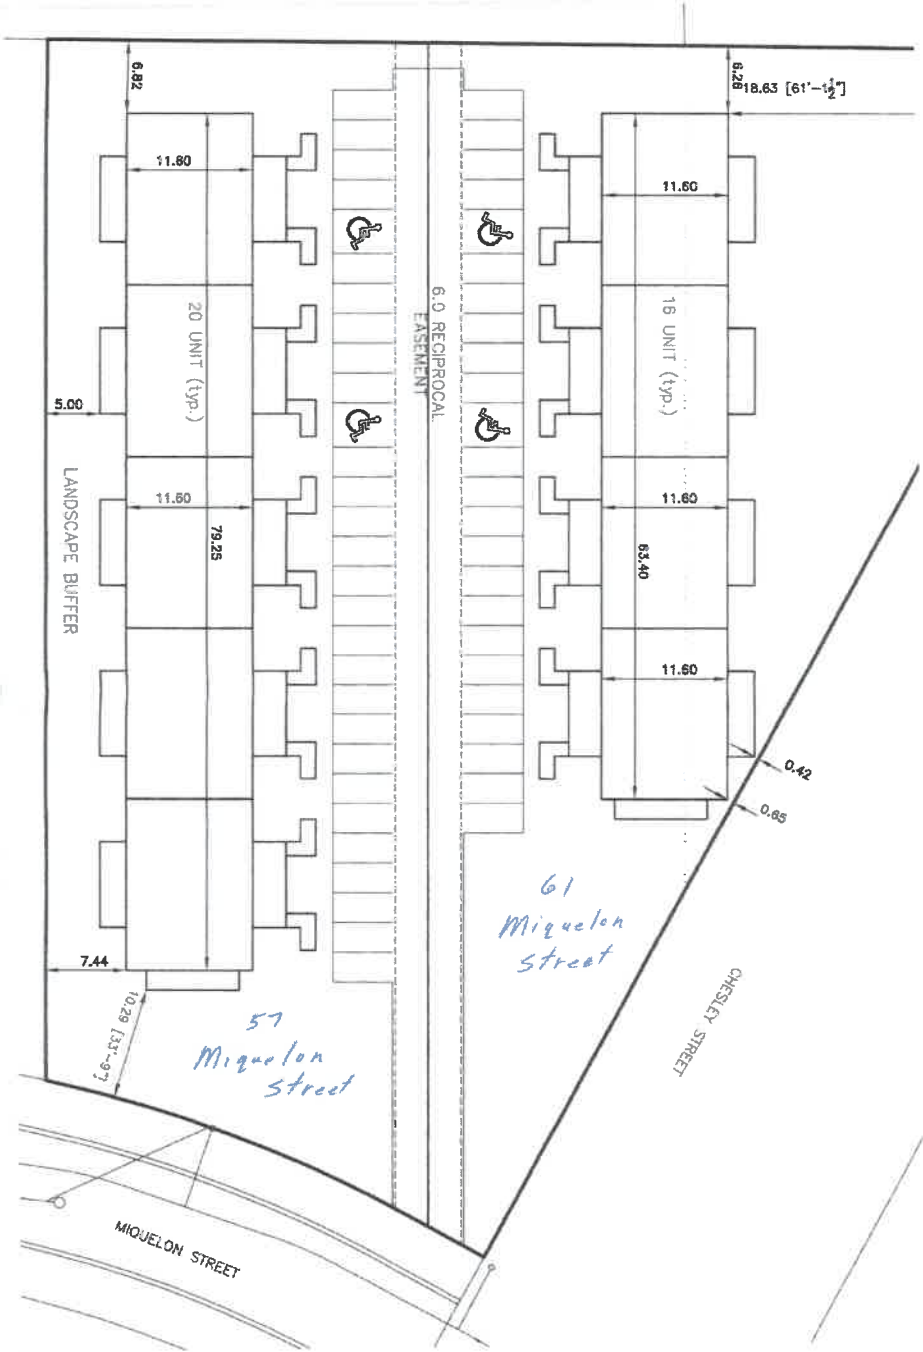 6.82
6.28
18.63 [61'-1½"]
11.60
11.60
20 UNIT (typ.)
6.0 RECIPROCAL
EASEMENT
16 UNIT (typ.)
5.00
LANDSCAPE BUFFER
11.60
79.25
11.60
63.40
11.60
0.42
0.65
61
Miquelon
Street
7.44
10.29 [33'-9"]
57
Miquelon
Street
CHESLEY STREET
MIQUELON STREET